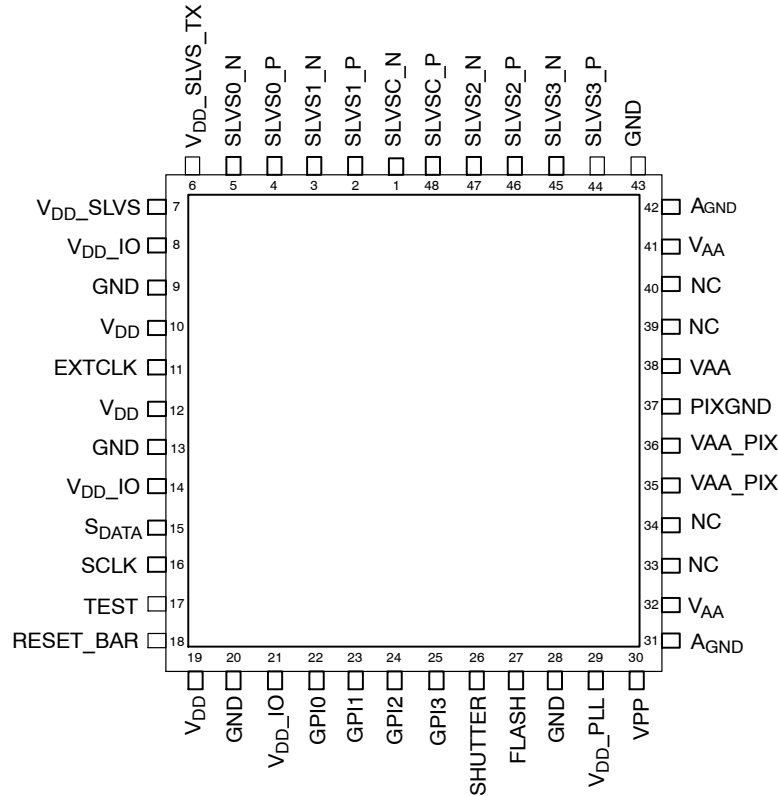 V_DD_SLVS_TX
SLVS0_N
SLVS0_P
SLVS1_N
SLVS1_P
SLVSC_N
SLVSC_P
SLVS2_N
SLVS2_P
SLVS3_N
SLVS3_P
GND
6 5 4 3 2 1 48 47 46 45 44 43
VDD_SLVS 7
VDD_IO 8
GND 9
VDD 10
EXTCLK 11
VDD 12
GND 13
VDD_IO 14
SDATA 15
SCLK 16
TEST 17
RESET_BAR 18
42 AGND
41 VAA
40 NC
39 NC
38 VAA
37 PIXGND
36 VAA_PIX
35 VAA_PIX
34 NC
33 NC
32 VAA
31 AGND
19 20 21 22 23 24 25 26 27 28 29 30
VDD
GND
VDD_IO
GPI0
GPI1
GPI2
GPI3
SHUTTER
FLASH
GND
VDD_PLL
VPP